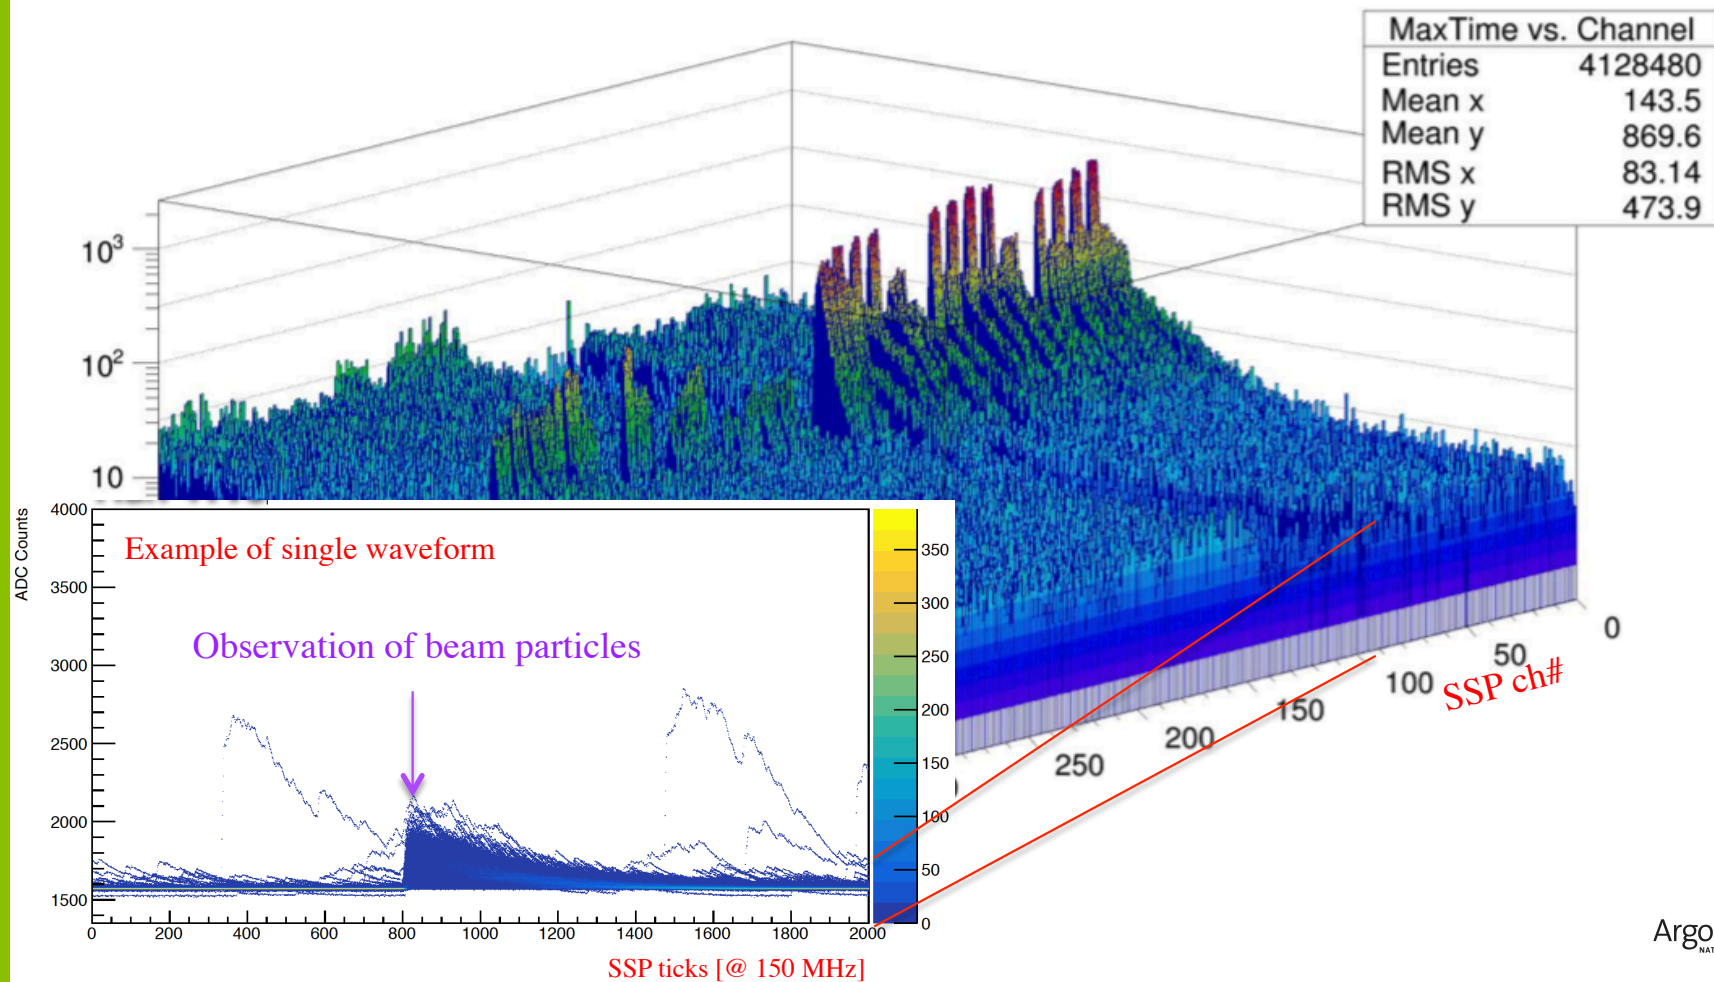 MaxTime vs. Channel
Entries 4128480
Mean x 143.5
Mean y 869.6
RMS x 83.14
RMS y 473.9
10³
10²
10
0
50
100
150
200
250
SSP ch#
ADC Counts
4000
3500
3000
2500
2000
1500
Example of single waveform
Observation of beam particles
350
300
250
200
150
100
50
0
0 200 400 600 800 1000 1200 1400 1600 1800 2000
SSP ticks [@ 150 MHz]
Argo
NAT